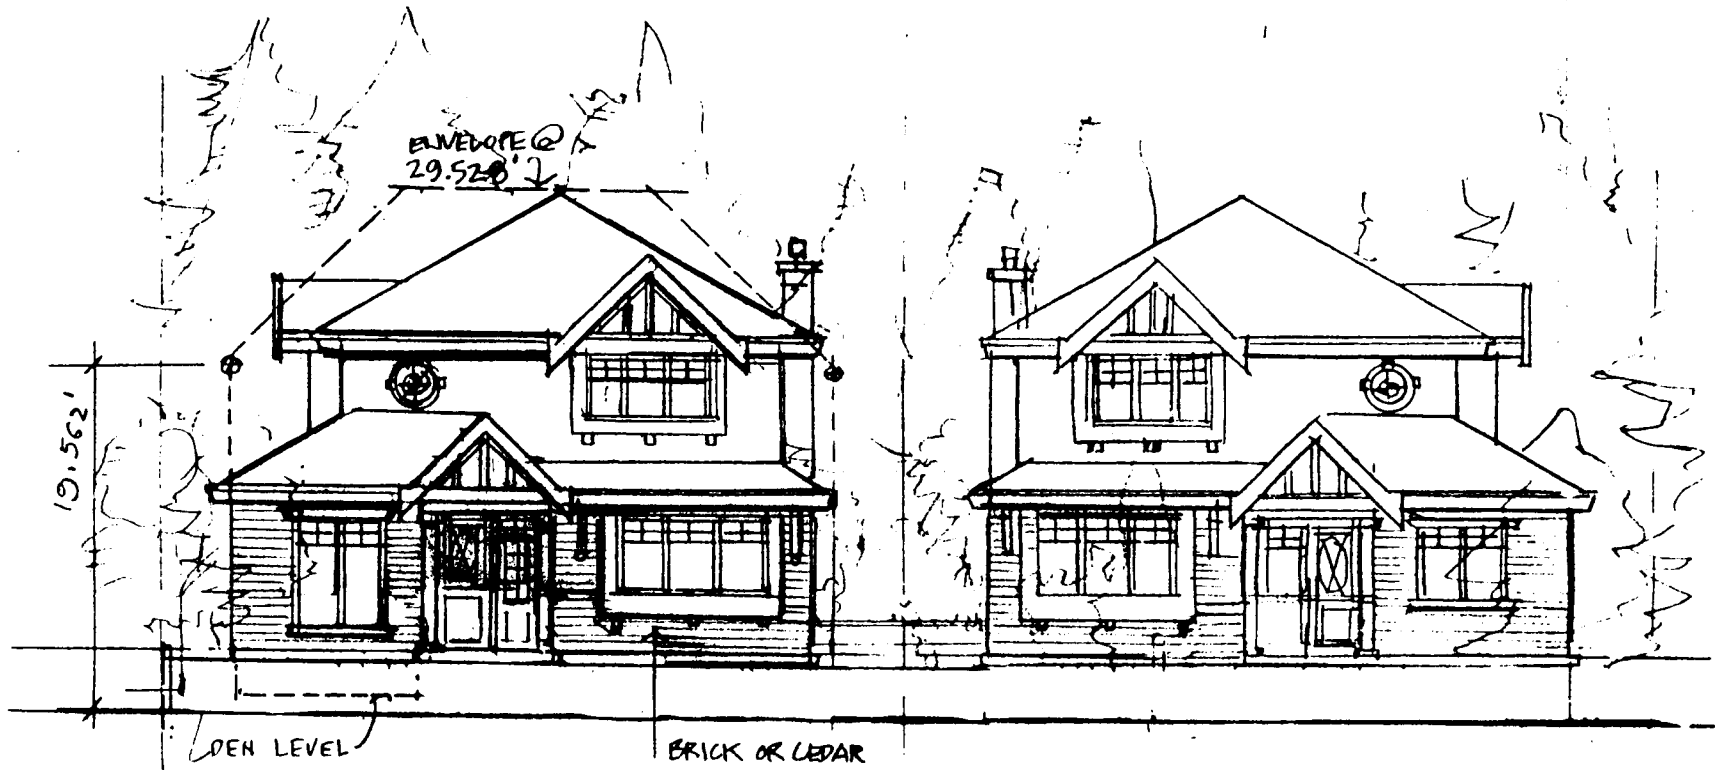 ENVELOPE @
29.528'
19.562'
DEN LEVEL
BRICK OR CEDAR